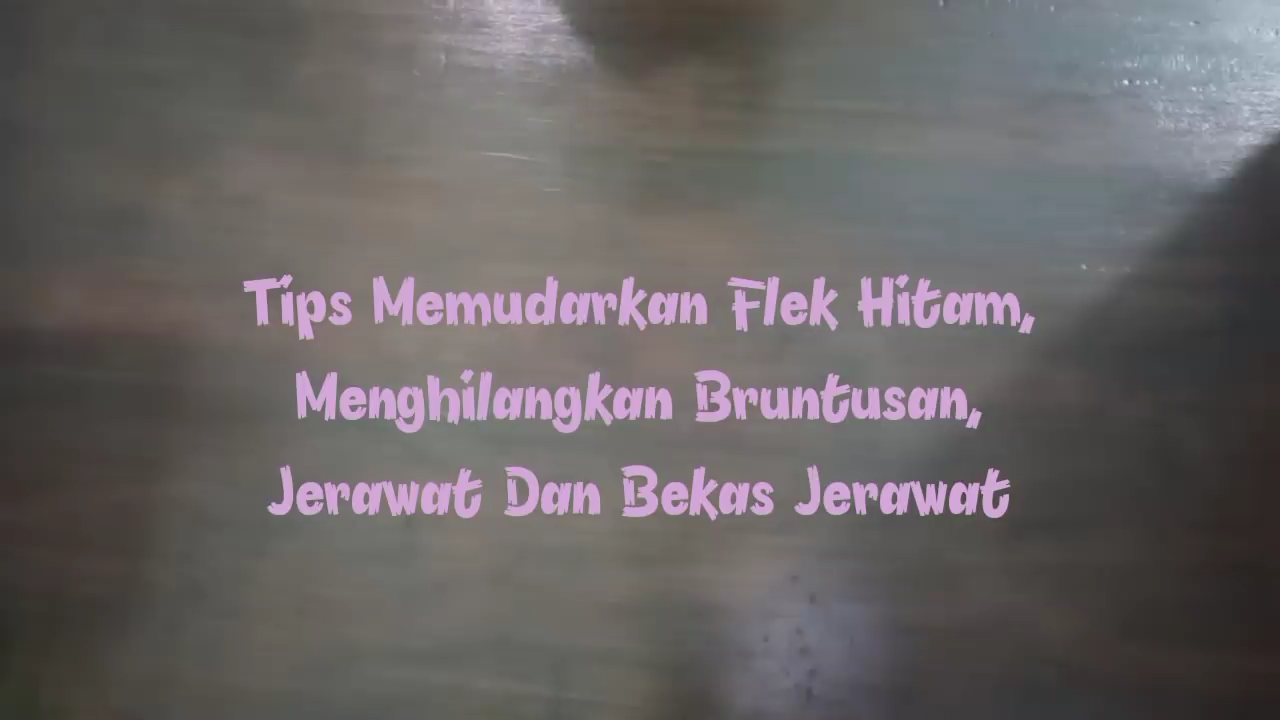 Tips Memudarkan Flek Hitam,
Menghilangkan Bruntusan,
Jerawat Dan Bekas Jerawat